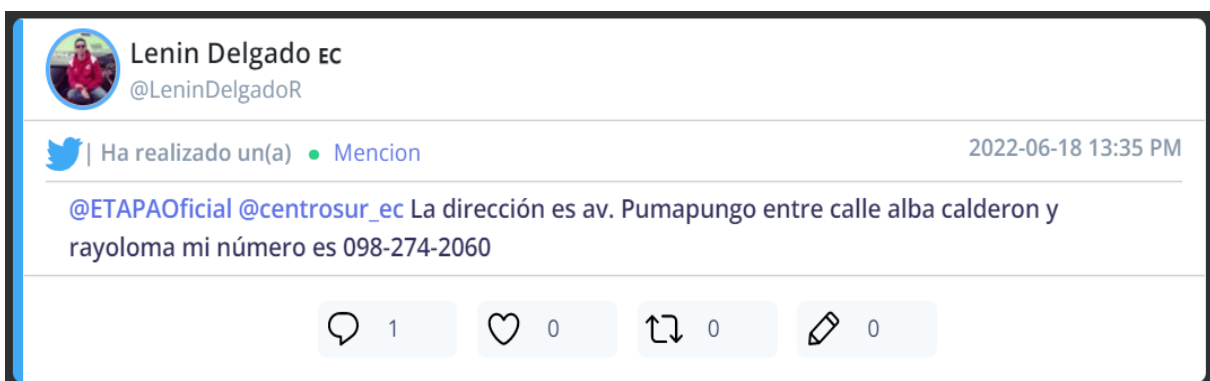 Lenin Delgado EC
@LeninDelgadoR
| Ha realizado un(a) • Mencion
2022-06-18 13:35 PM
@ETAPAOficial @centrosur_ec La dirección es av. Pumapungo entre calle alba calderon y
rayoloma mi número es 098-274-2060
1 0 0 0